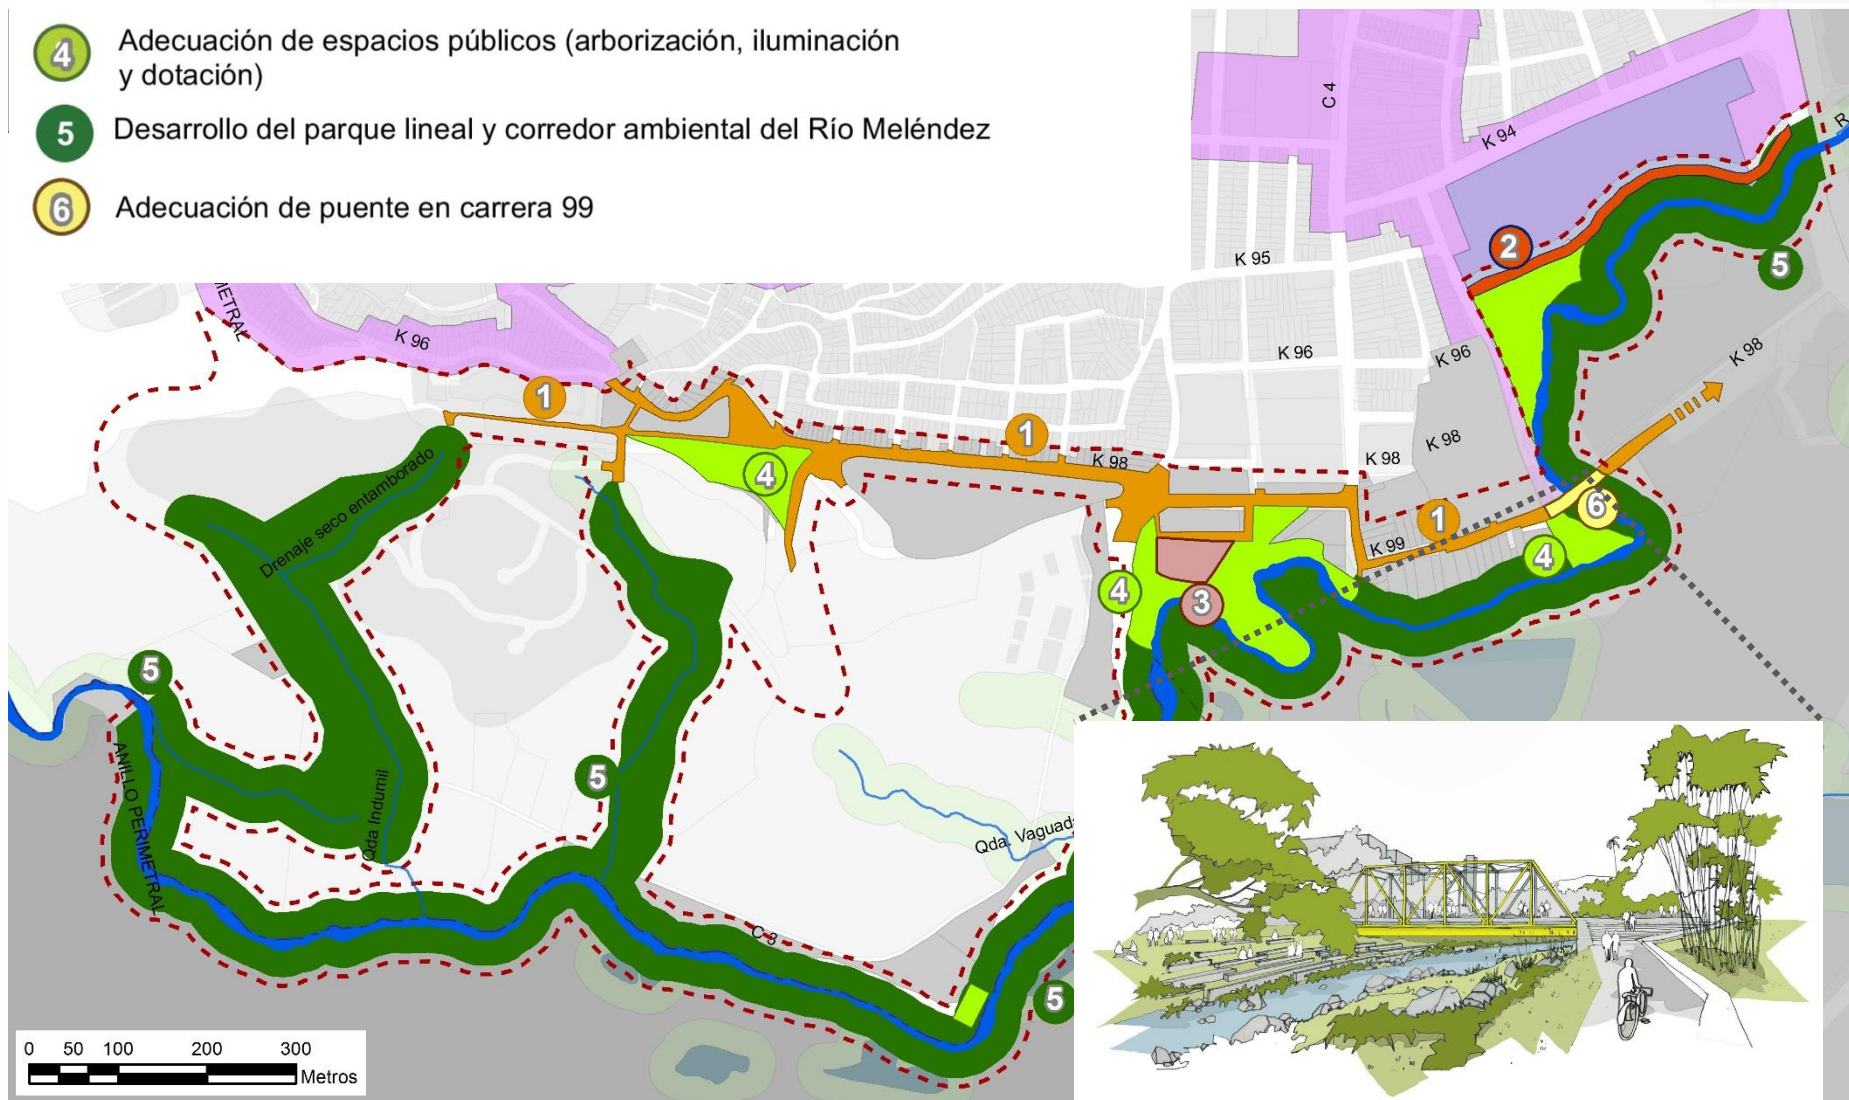 4 Adecuación de espacios públicos (arborización, iluminación
y dotación)
5 Desarrollo del parque lineal y corredor ambiental del Río Meléndez
6 Adecuación de puente en carrera 99
C 4
K 94
R
2
5
K 95
K 96
K 96
K 96
K 98
1
1
K 98
K 98
K 98
4
1
6
K 99
4
4
3
Drenaje seco entamborado
5
5
ANILLO PERIMETRAL
Qda Indumil
Qda. Vaguada
C 3
5
0 50 100 200 300
Metros